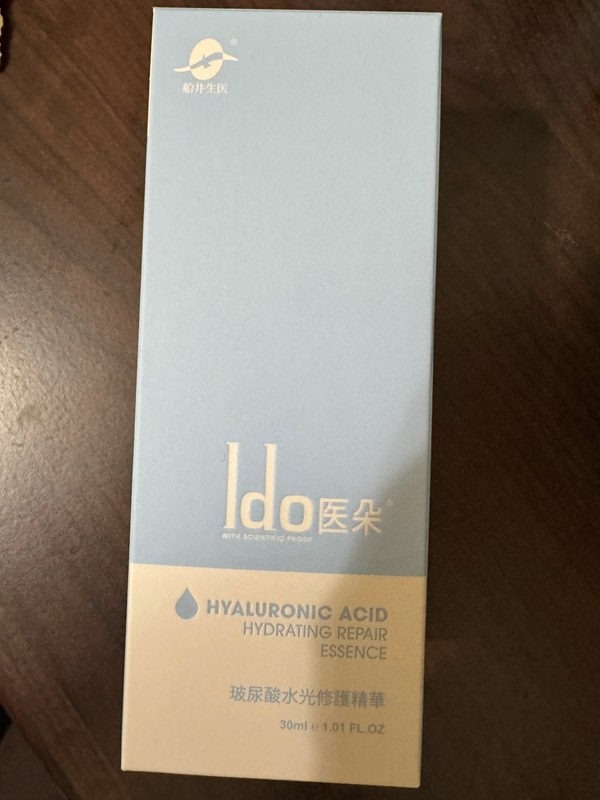 船井生医
Ido医朵
WITH SCIENTIFIC PROOF
HYALURONIC ACID
HYDRATING REPAIR
ESSENCE
玻尿酸水光修護精華
30ml e 1.01 FL.OZ